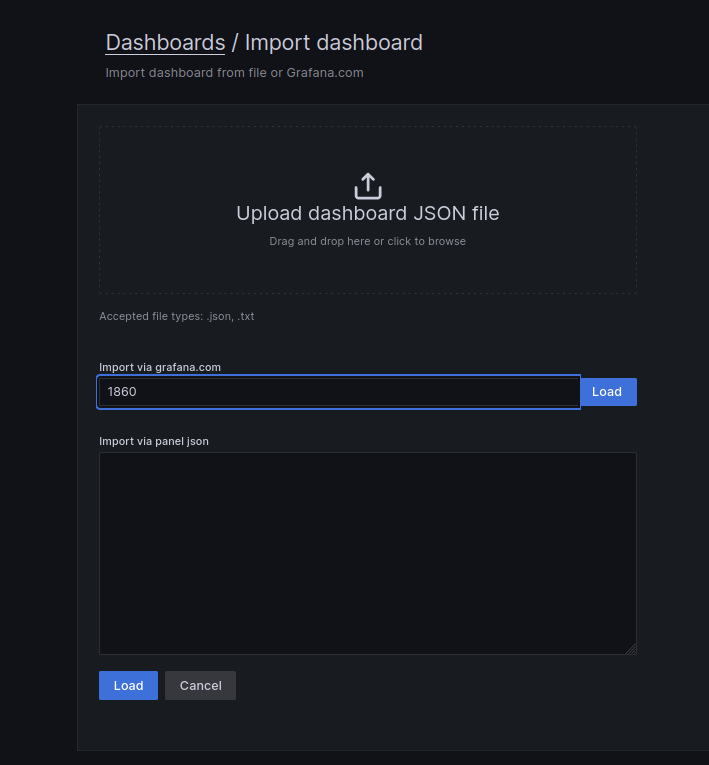 Dashboards / Import dashboard
Import dashboard from file or Grafana.com
Upload dashboard JSON file
Drag and drop here or click to browse
Accepted file types: .json, .txt
Import via grafana.com
1860 Load
Import via panel json
Load Cancel